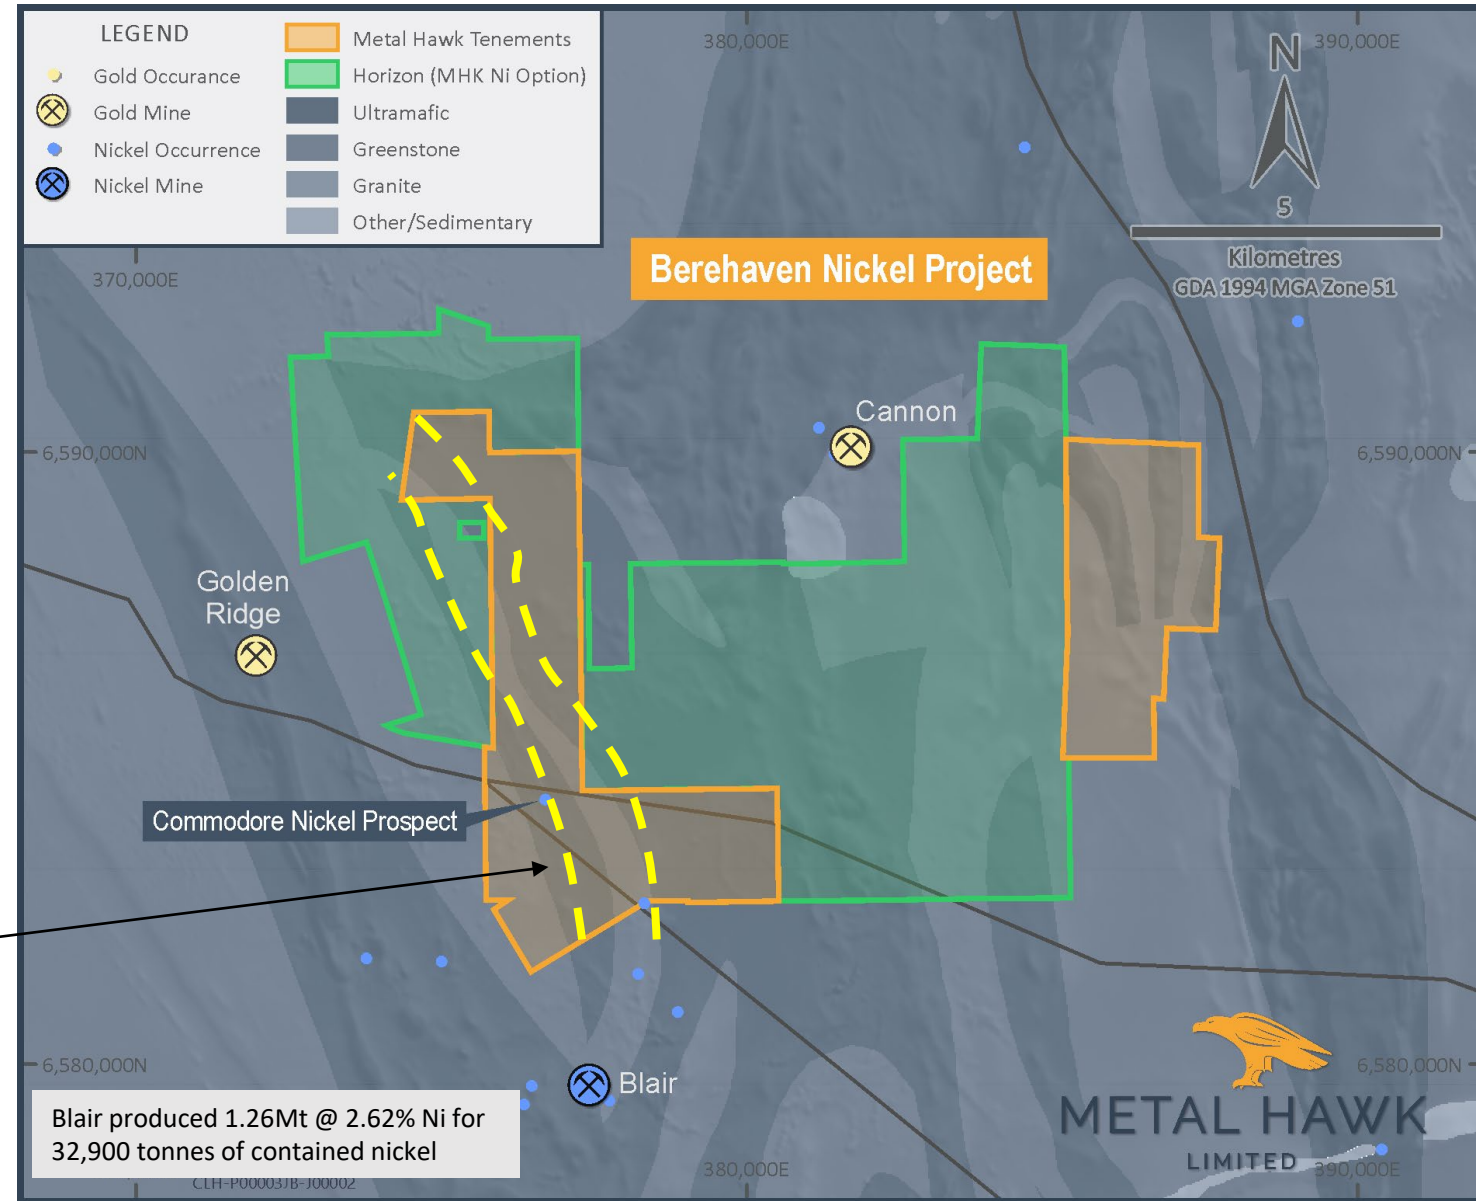 LEGEND
Gold Occurance
Gold Mine
Nickel Occurrence
Nickel Mine
Metal Hawk Tenements
Horizon (MHK Ni Option)
Ultramafic
Greenstone
Granite
Other/Sedimentary
380,000E
390,000E
N
5
Kilometres
GDA 1994 MGA Zone 51
370,000E
Berehaven Nickel Project
Cannon
6,590,000N
6,590,000N
Golden
Ridge
Commodore Nickel Prospect
6,580,000N
6,580,000N
Blair
Blair produced 1.26Mt @ 2.62% Ni for
32,900 tonnes of contained nickel
METAL HAWK
LIMITED
380,000E
390,000E
CLH-P00003JB-J00002